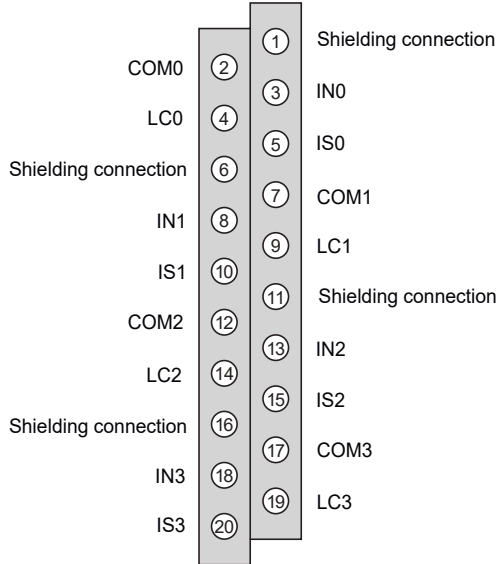 1 Shielding connection
COM0 2
3 IN0
LC0 4
5 IS0
Shielding connection 6
7 COM1
IN1 8
9 LC1
IS1 10
11 Shielding connection
COM2 12
13 IN2
LC2 14
15 IS2
Shielding connection 16
17 COM3
IN3 18
19 LC3
IS3 20